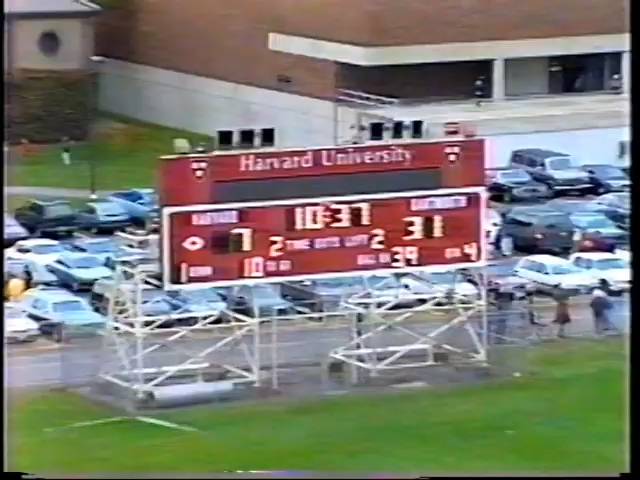 Harvard University
HARVARD 10:37 DARTMOUTH
7 2 TIME OUTS LEFT 2 31
1 DOWN 10 TO GO BALL ON 39 QTR 4